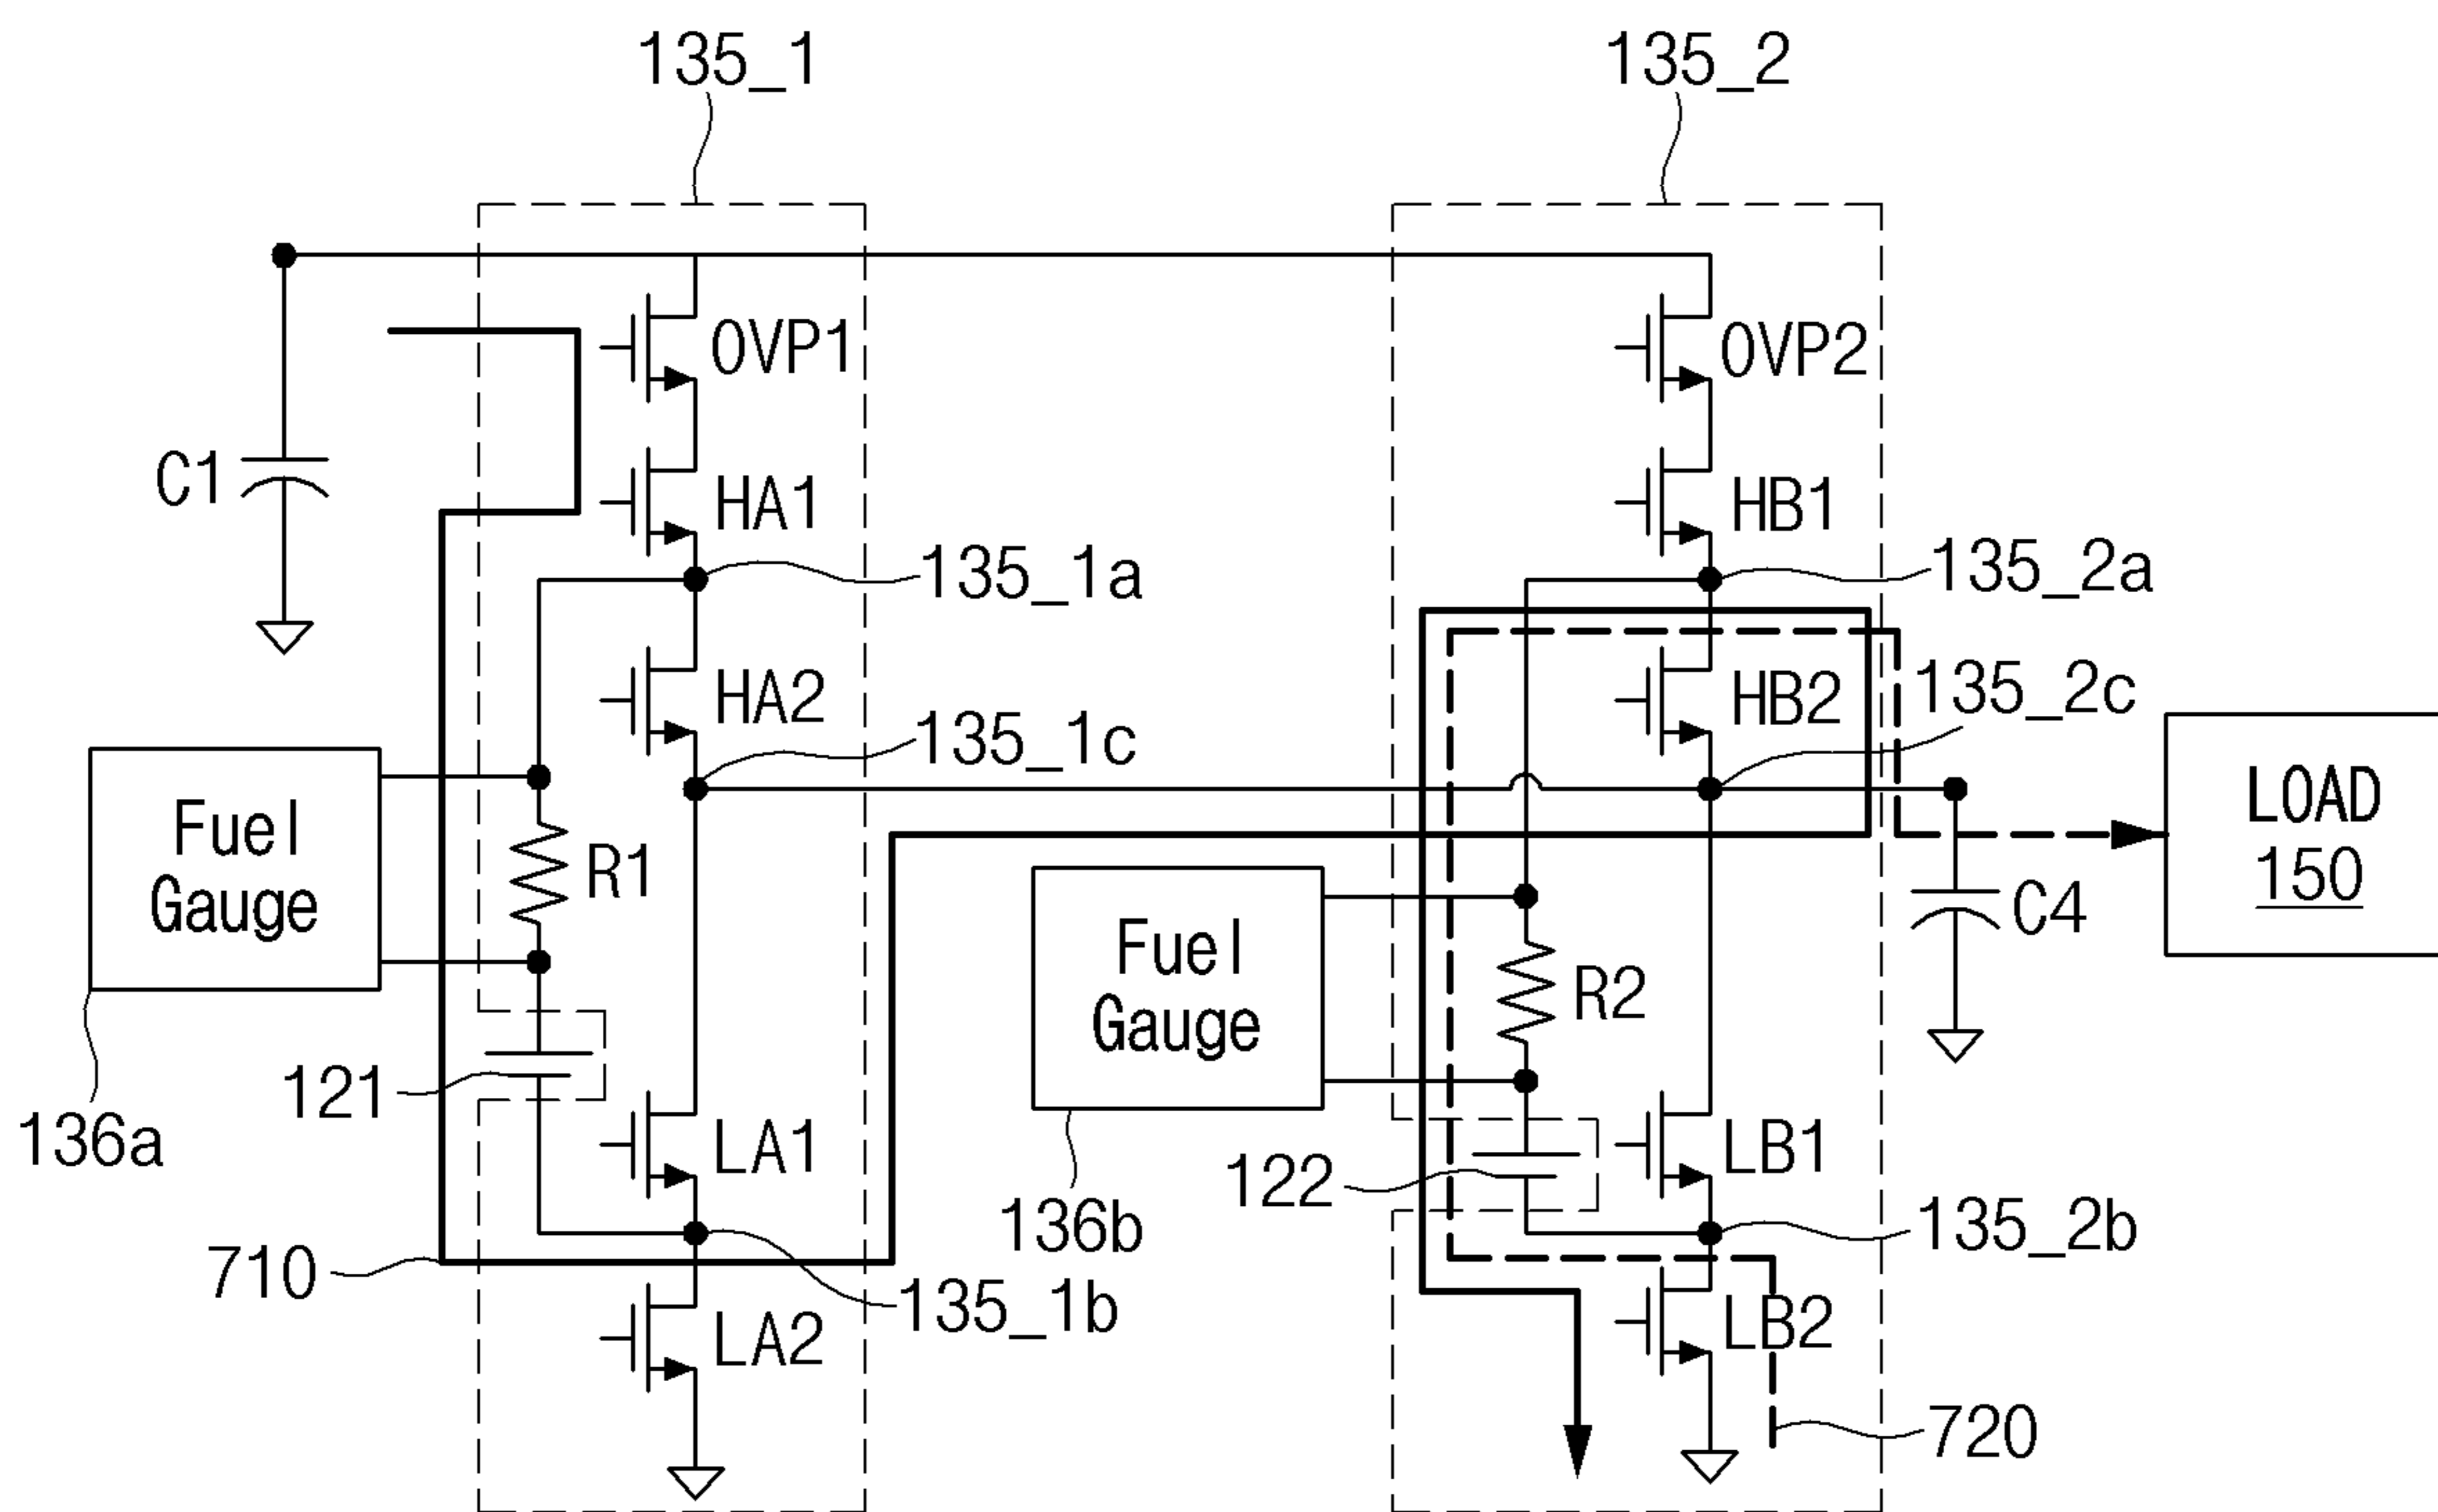 135_1
135_2
OVP1
OVP2
C1
HA1
HB1
135_1a
135_2a
HA2
HB2
135_1c
135_2c
Fuel
Gauge
R1
LOAD
150
C4
Fuel
Gauge
R2
121
136a
LA1
LB1
122
136b
135_2b
710
135_1b
LA2
LB2
720